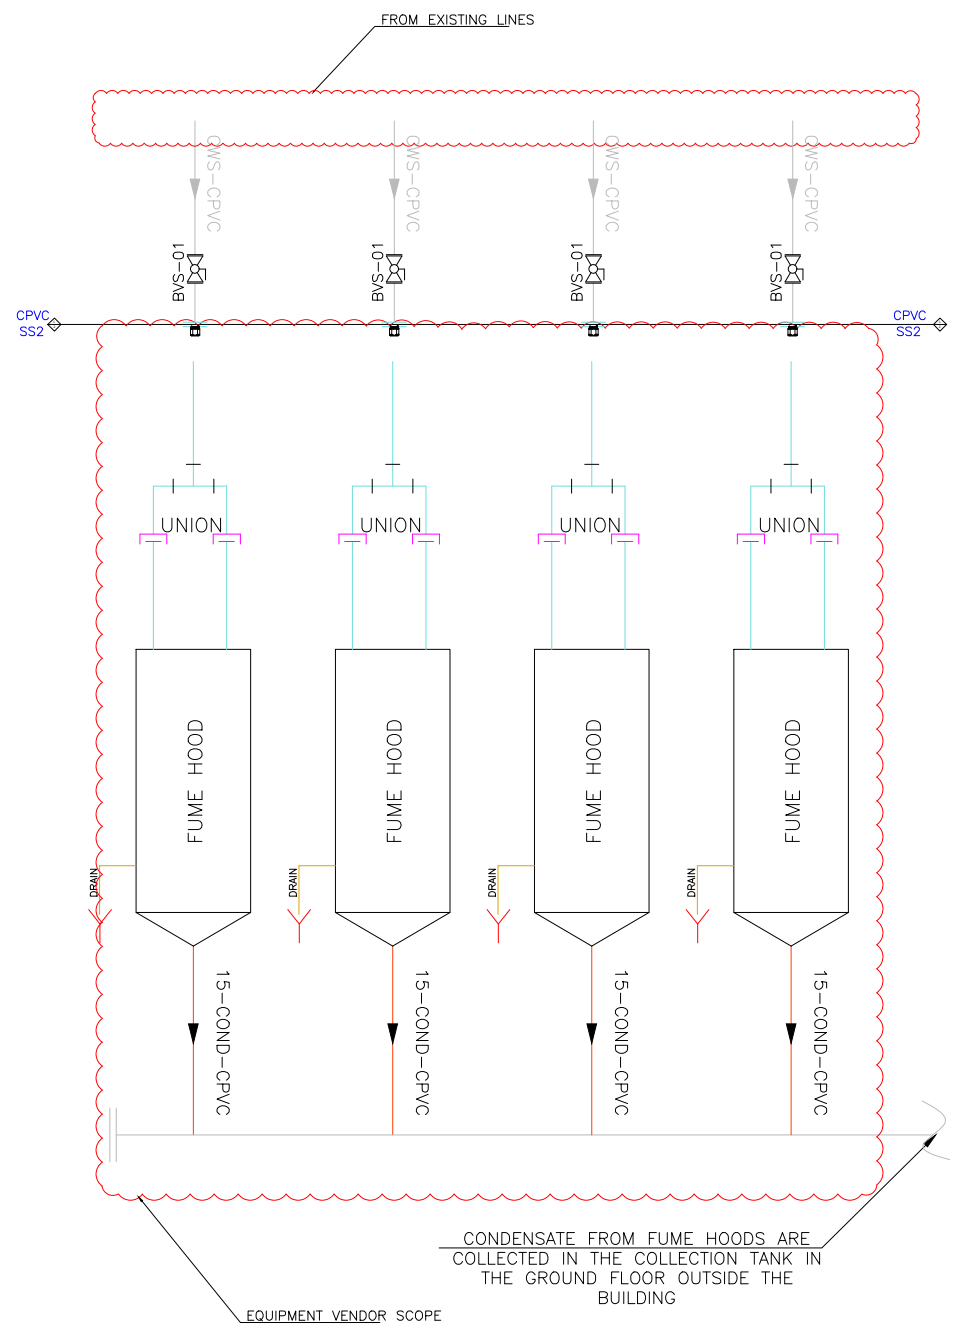 FROM EXISTING LINES
CWS-CPVC
CWS-CPVC
CWS-CPVC
CWS-CPVC
BVS-01
BVS-01
BVS-01
BVS-01
CPVC
SS2
CPVC
SS2
UNION
UNION
UNION
UNION
FUME HOOD
FUME HOOD
FUME HOOD
FUME HOOD
DRAIN
DRAIN
DRAIN
DRAIN
15-COND-CPVC
15-COND-CPVC
15-COND-CPVC
15-COND-CPVC
CONDENSATE FROM FUME HOODS ARE
COLLECTED IN THE COLLECTION TANK IN
THE GROUND FLOOR OUTSIDE THE
BUILDING
EQUIPMENT VENDOR SCOPE